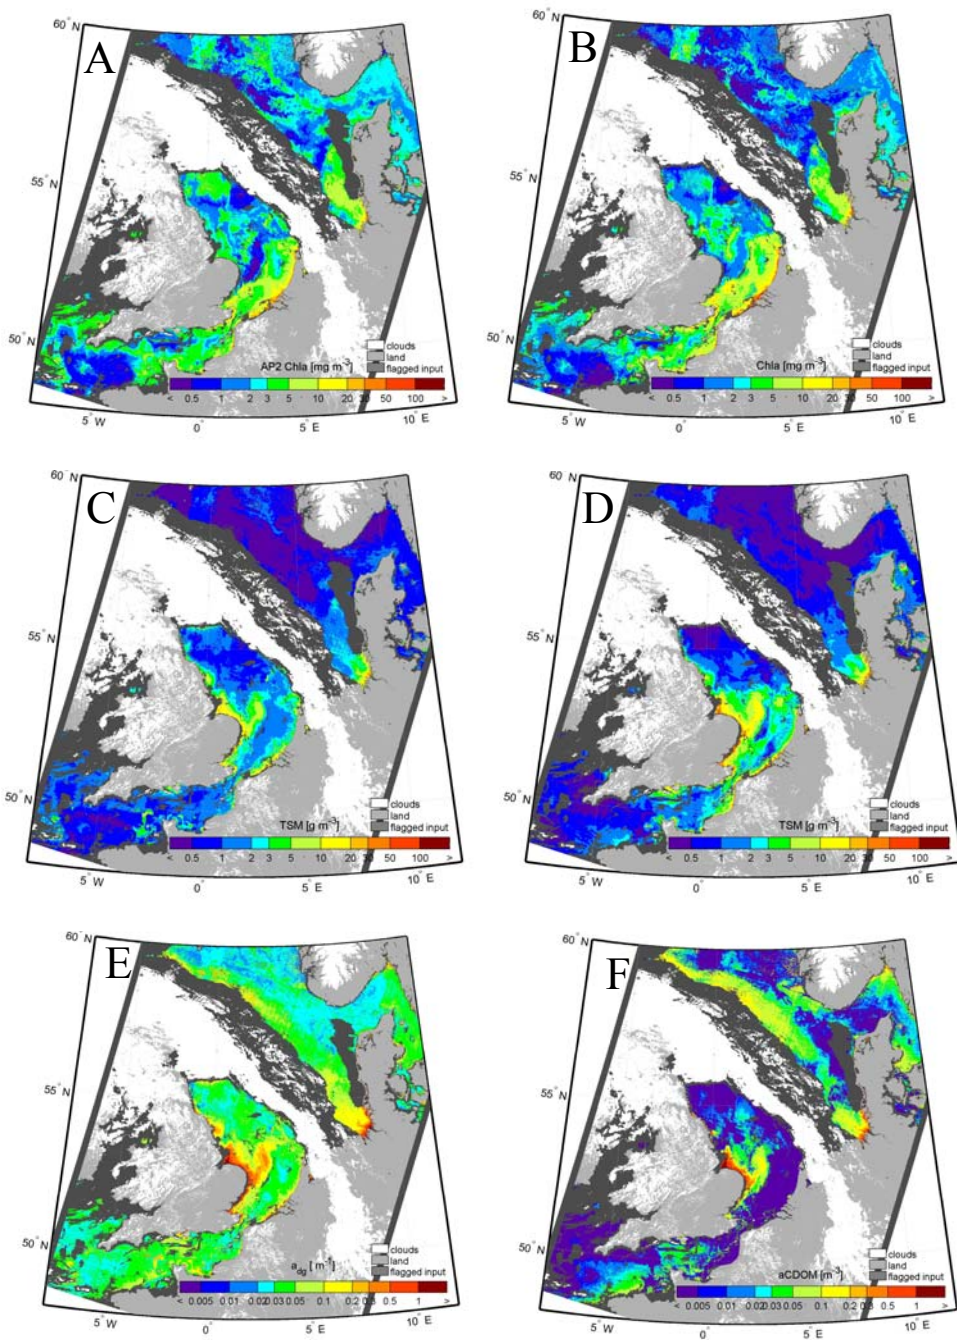 A
60° N
55° N
50° N
5° W
0°
5° E
10° E
AP2 Chla [mg m⁻³]
clouds
land
flagged input
< 0.5 1 2 3 5 10 20 30 50 100 >
B
60° N
55° N
50° N
5° W
0°
5° E
10° E
Chla [mg m⁻³]
clouds
land
flagged input
< 0.5 1 2 3 5 10 20 30 50 100 >
C
60° N
55° N
50° N
5° W
0°
5° E
10° E
TSM [g m⁻³]
clouds
land
flagged input
< 0.5 1 2 3 5 10 20 30 50 100 >
D
60° N
55° N
50° N
5° W
0°
5° E
10° E
TSM [g m⁻³]
clouds
land
flagged input
< 0.5 1 2 3 5 10 20 30 50 100 >
E
60° N
55° N
50° N
5° W
0°
5° E
10° E
a_dg [ m⁻¹]
clouds
land
flagged input
< 0.005 0.01 0.02 0.03 0.05 0.1 0.2 0.3 0.5 1 >
F
60° N
55° N
50° N
5° W
0°
5° E
10° E
aCDOM [m⁻³]
clouds
land
flagged input
< 0.005 0.01 0.02 0.03 0.05 0.1 0.2 0.3 0.5 1 >